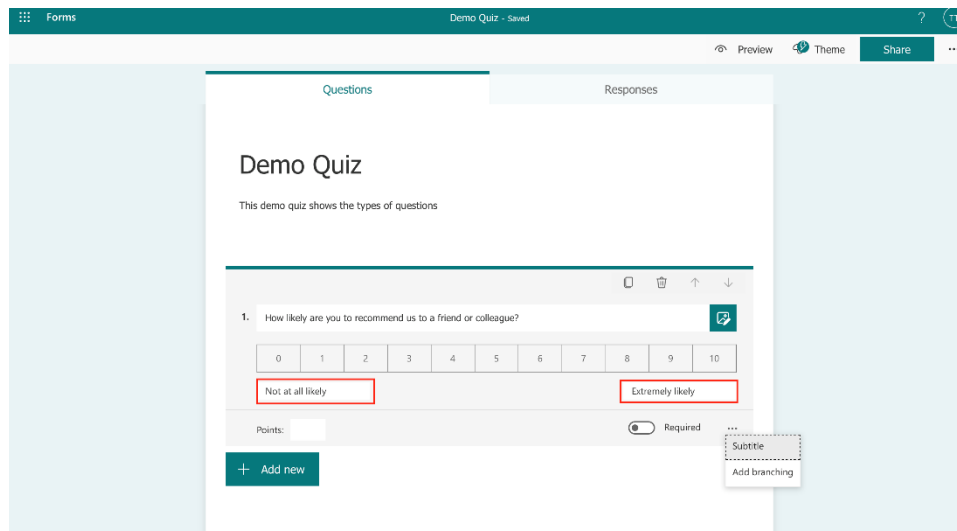 Forms
Demo Quiz - Saved
?
Preview
Theme
Share
...
Questions
Responses
Demo Quiz
This demo quiz shows the types of questions
1. How likely are you to recommend us to a friend or colleague?
0 1 2 3 4 5 6 7 8 9 10
Not at all likely
Extremely likely
Points:
Required
...
Subtitle
Add branching
+ Add new